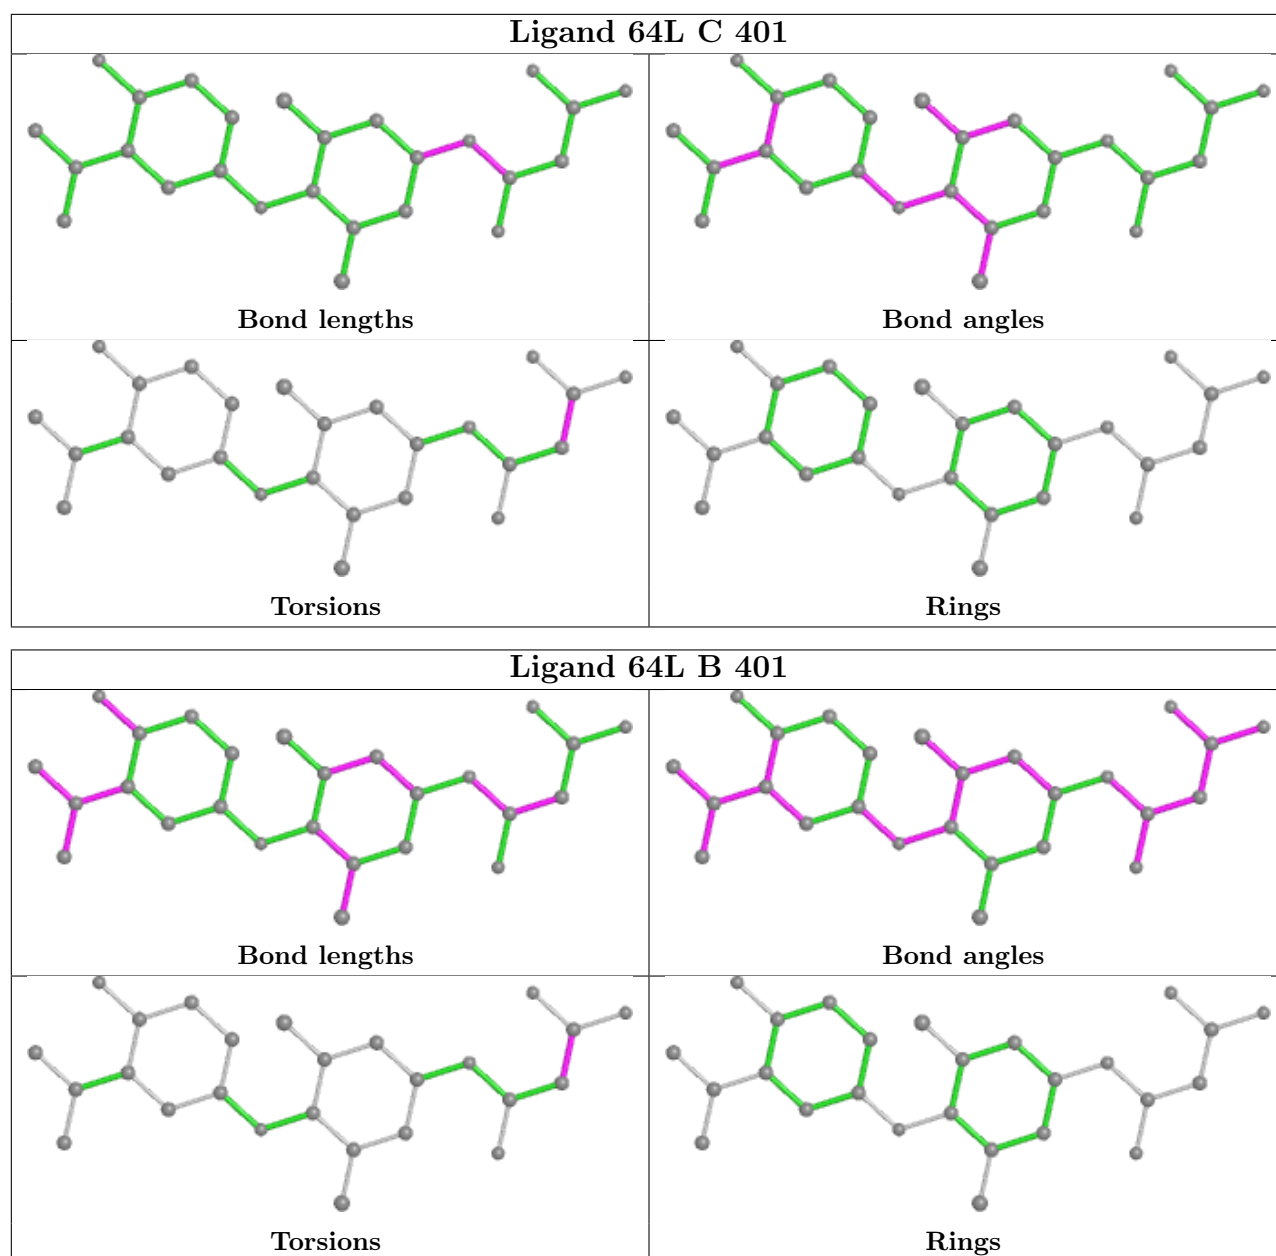 Ligand 64L C 401
Bond lengths
Bond angles
Torsions
Rings
Ligand 64L B 401
Bond lengths
Bond angles
Torsions
Rings